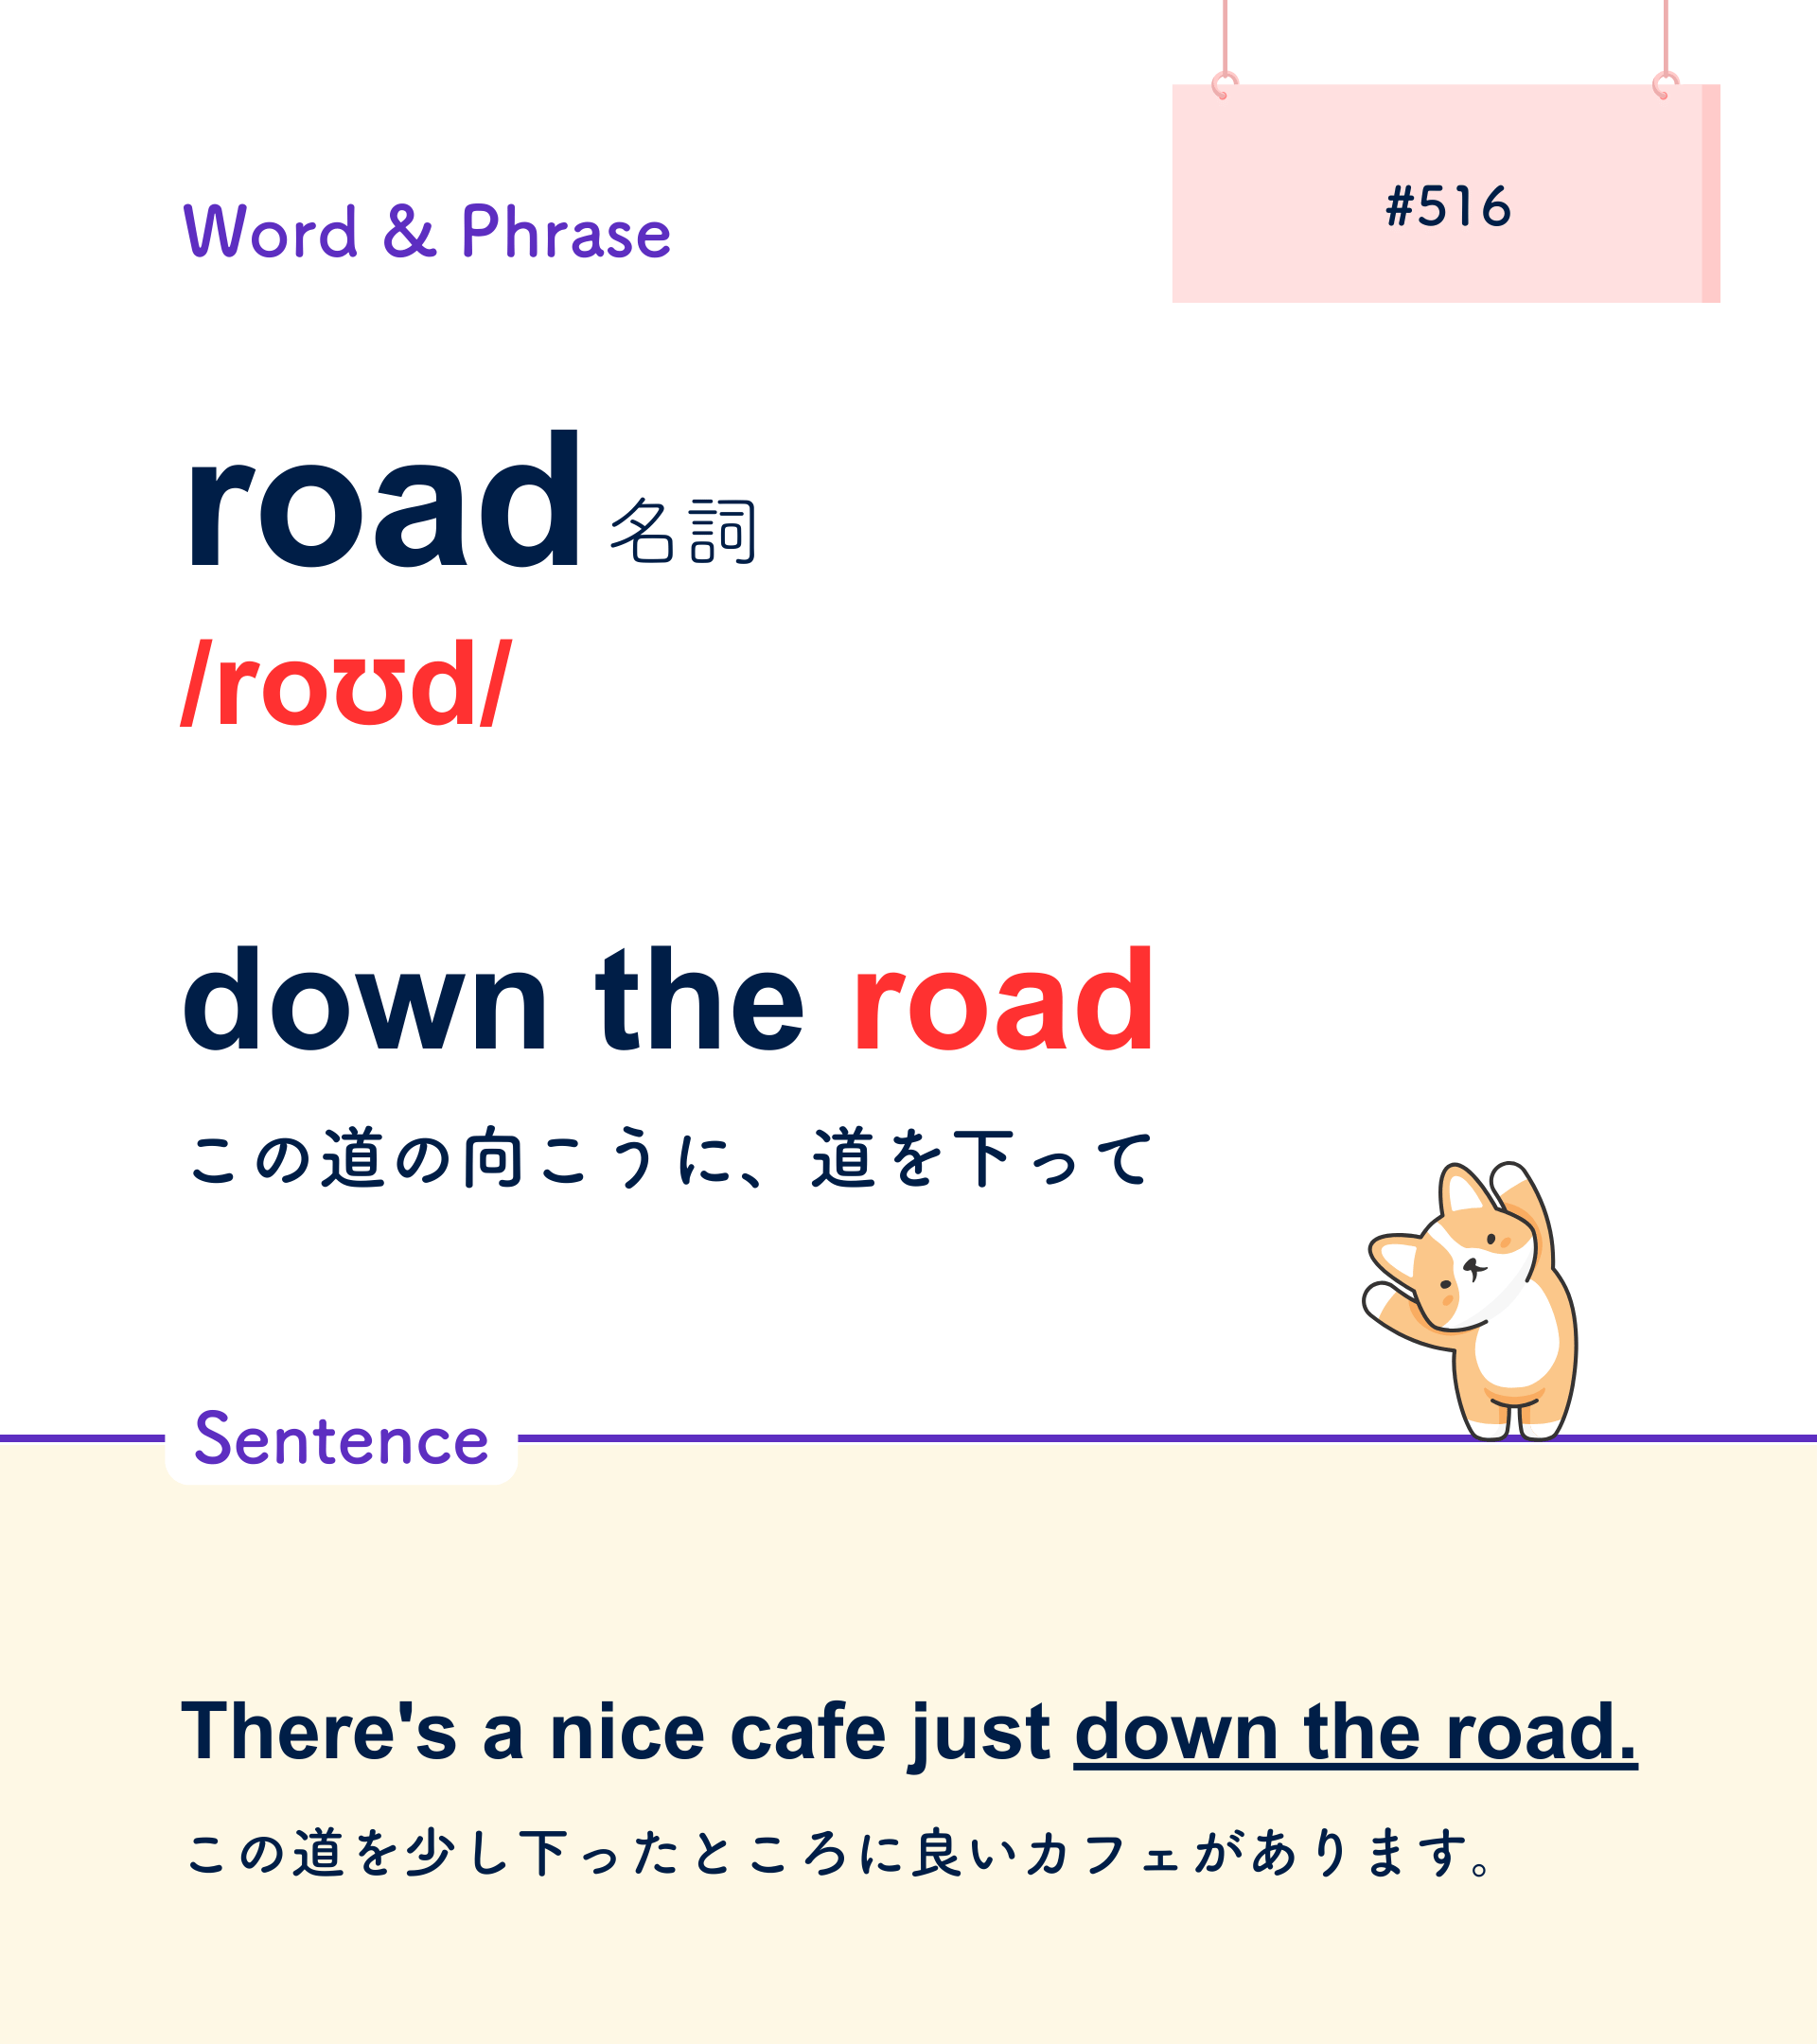 #516
Word & Phrase
road 名詞
/roʊd/
down the road
この道の向こうに、道を下って
Sentence
There's a nice cafe just down the road.
この道を少し下ったところに良いカフェがあります。